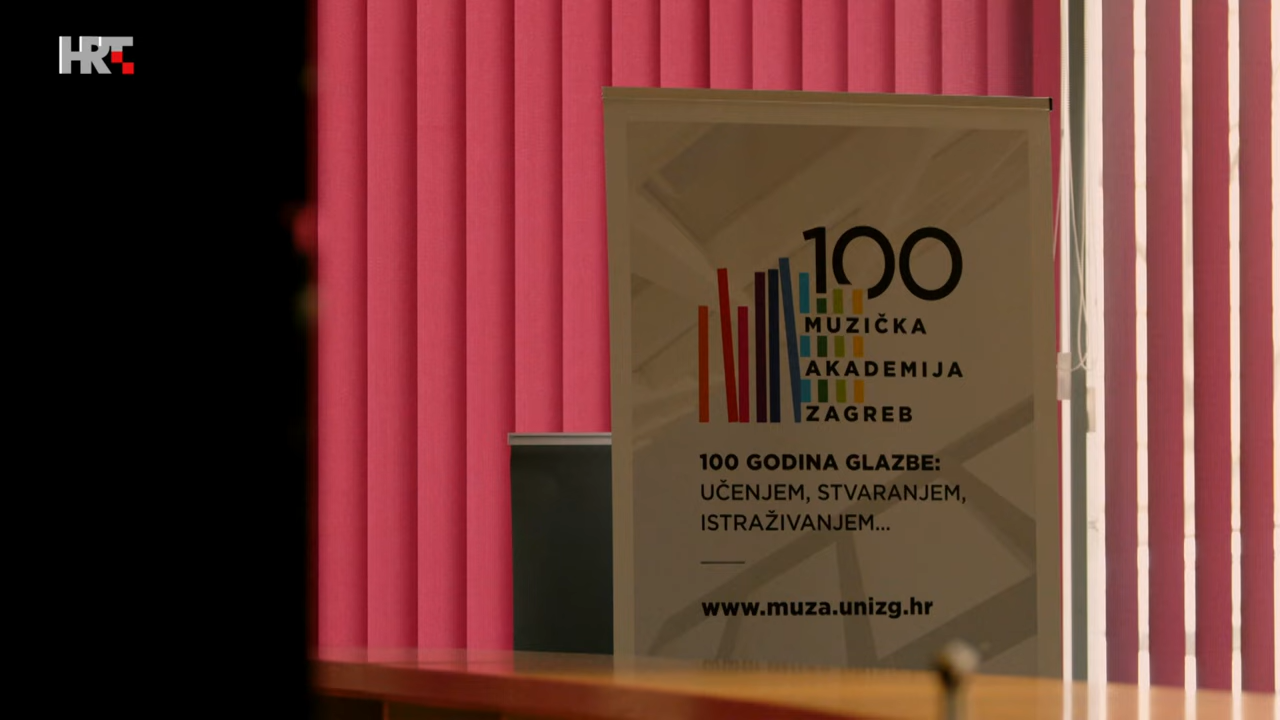 HRT
100
MUZIČKA
AKADEMIJA
ZAGREB
100 GODINA GLAZBE:
UČENJEM, STVARANJEM,
ISTRAŽIVANJEM...
www.muza.unizg.hr